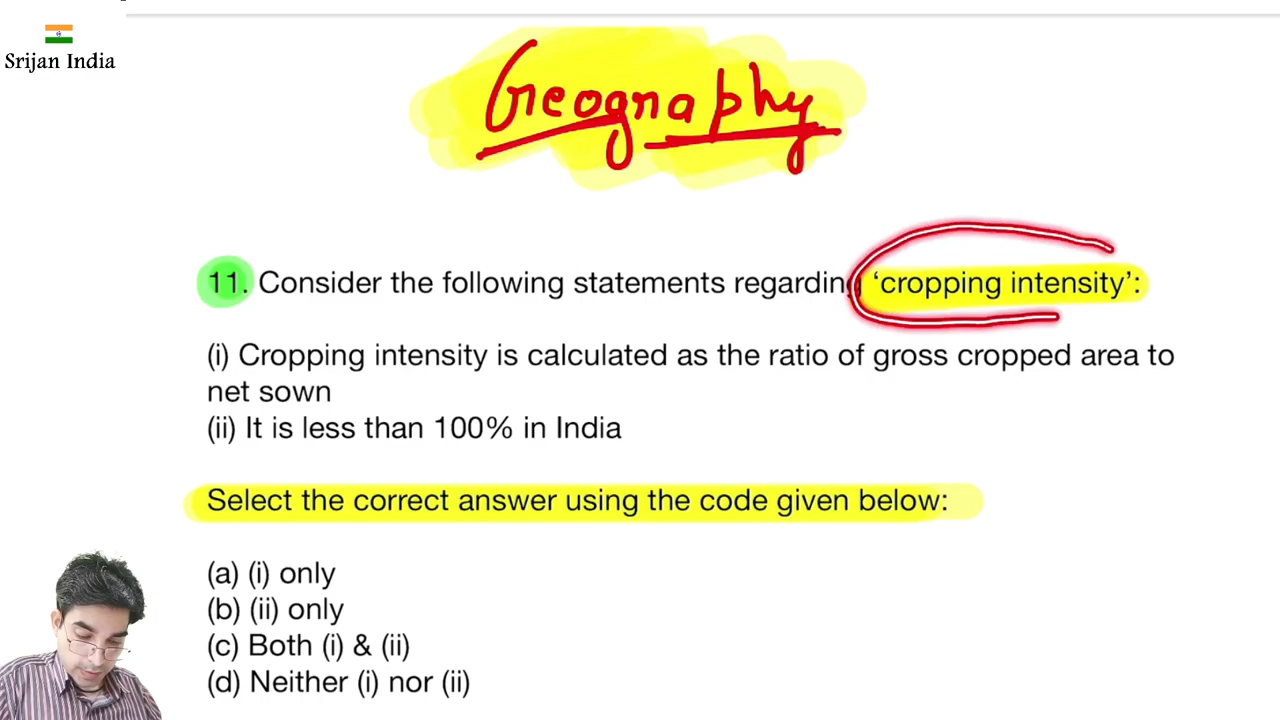 Srijan India
Geography
11. Consider the following statements regarding ‘cropping intensity’:
(i) Cropping intensity is calculated as the ratio of gross cropped area to
net sown
(ii) It is less than 100% in India
Select the correct answer using the code given below:
(a) (i) only
(b) (ii) only
(c) Both (i) & (ii)
(d) Neither (i) nor (ii)